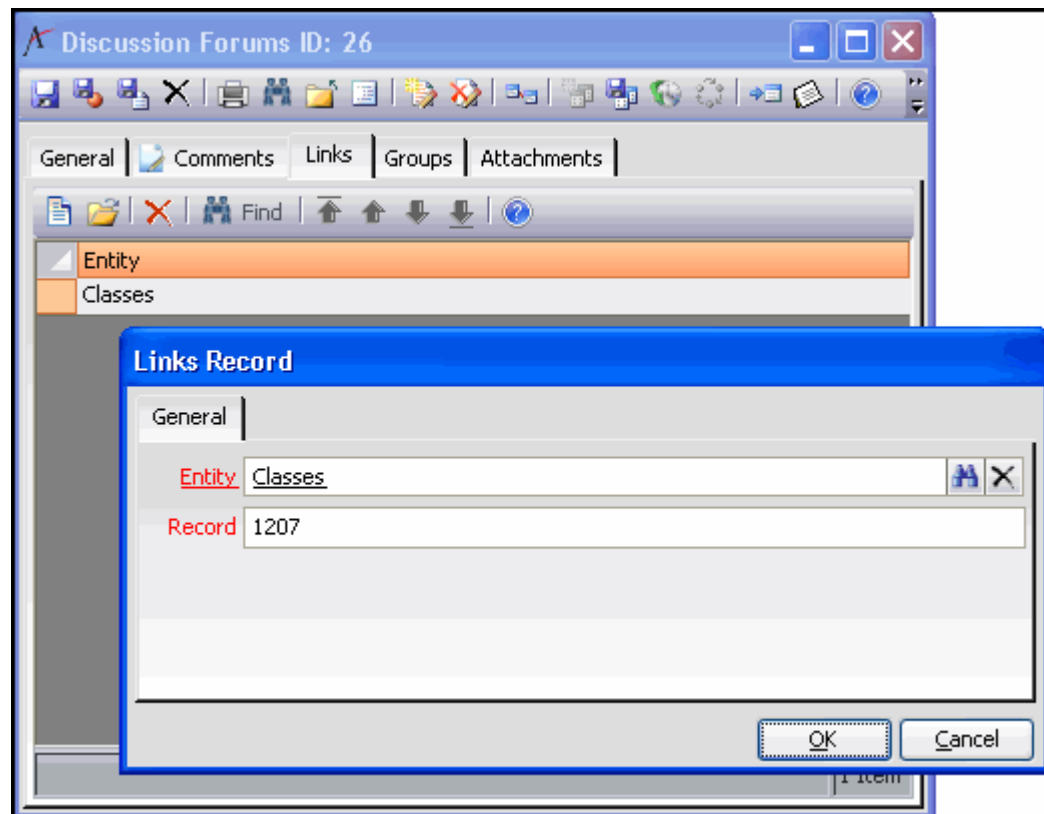 Discussion Forums ID: 26
General Comments Links Groups Attachments
Find
Entity
Classes
Links Record
General
Entity Classes
Record 1207
OK Cancel
1 Item